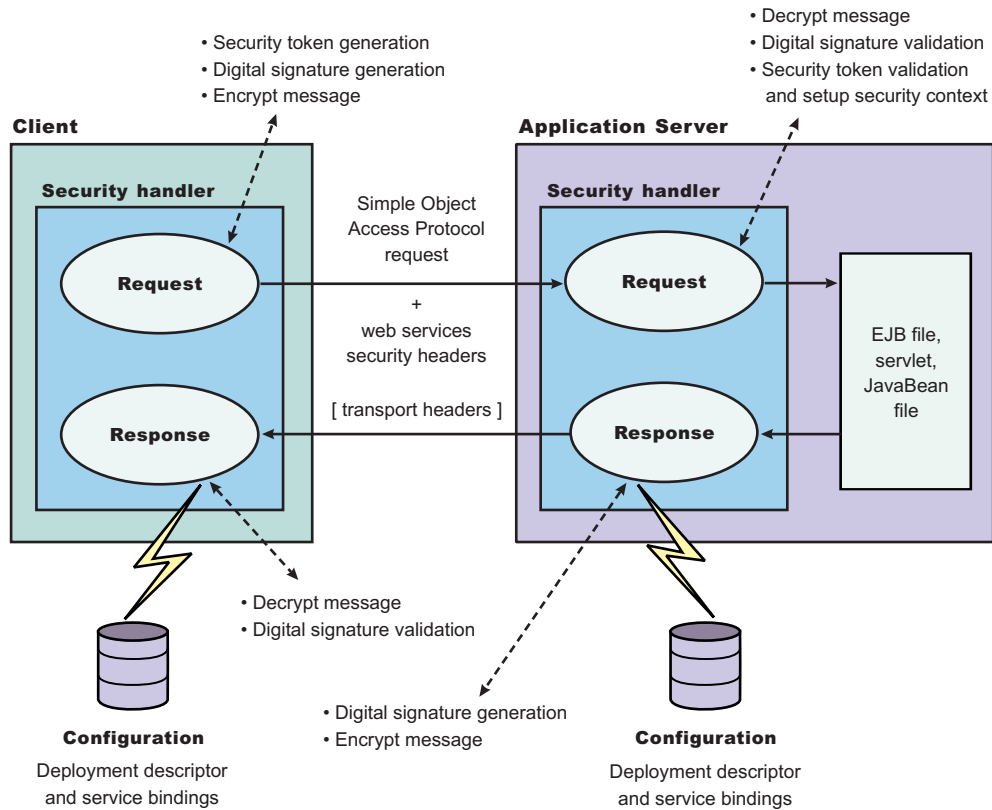 • Security token generation
• Digital signature generation
• Encrypt message
• Decrypt message
• Digital signature validation
• Security token validation
and setup security context
Client
Application Server
Security handler
Security handler
Simple Object
Access Protocol
request
Request
Request
+
web services
security headers
EJB file,
servlet,
JavaBean
file
[ transport headers ]
Response
Response
• Decrypt message
• Digital signature validation
• Digital signature generation
• Encrypt message
Configuration
Deployment descriptor
and service bindings
Configuration
Deployment descriptor
and service bindings